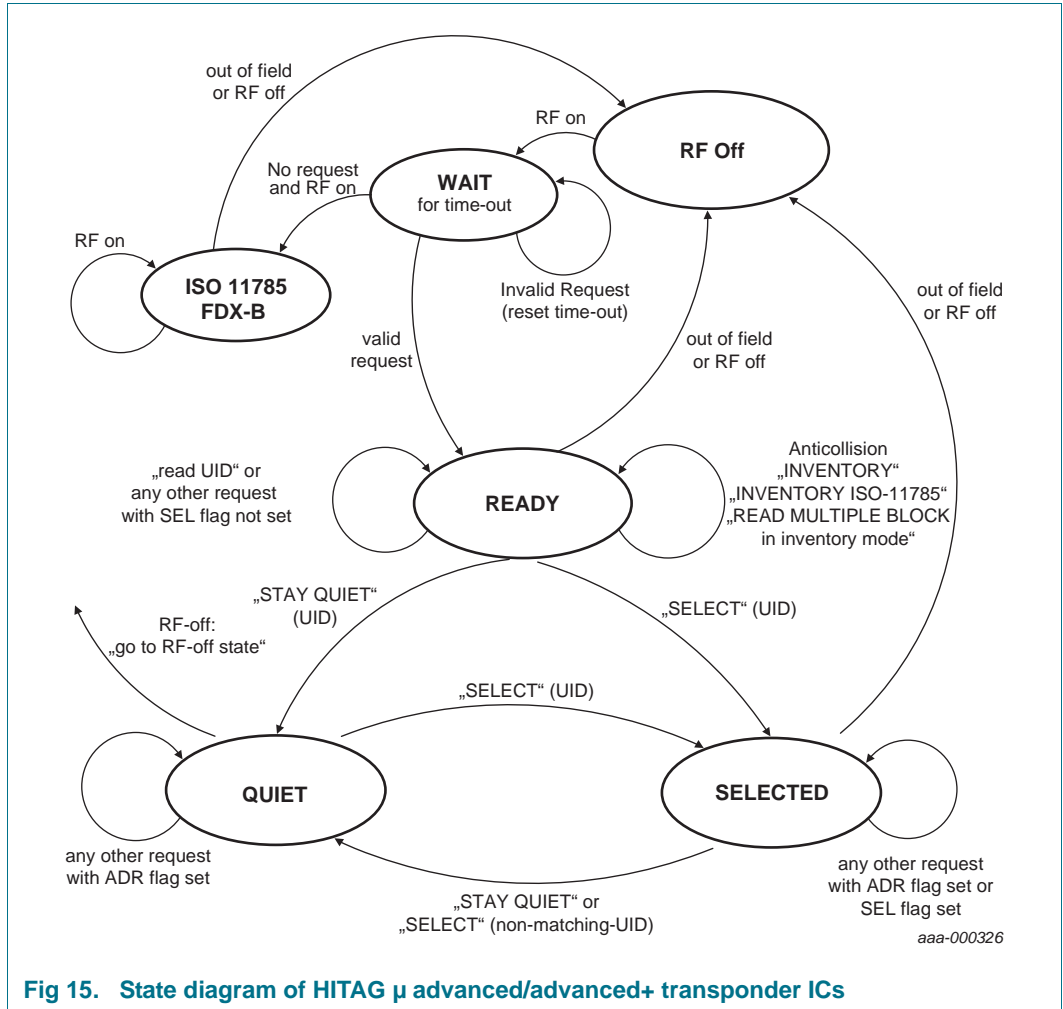 out of field
or RF off
RF on
RF Off
No request
and RF on
WAIT
for time-out
RF on
ISO 11785
FDX-B
Invalid Request
(reset time-out)
out of field
or RF off
valid
request
out of field
or RF off
„read UID“ or
any other request
with SEL flag not set
READY
Anticollision
„INVENTORY“
„INVENTORY ISO-11785“
„READ MULTIPLE BLOCK
in inventory mode“
„STAY QUIET“
(UID)
„SELECT“ (UID)
RF-off:
„go to RF-off state“
„SELECT“ (UID)
QUIET
SELECTED
any other request
with ADR flag set
any other request
with ADR flag set or
SEL flag set
„STAY QUIET“ or
„SELECT“ (non-matching-UID)
aaa-000326
Fig 15. State diagram of HITAG µ advanced/advanced+ transponder ICs